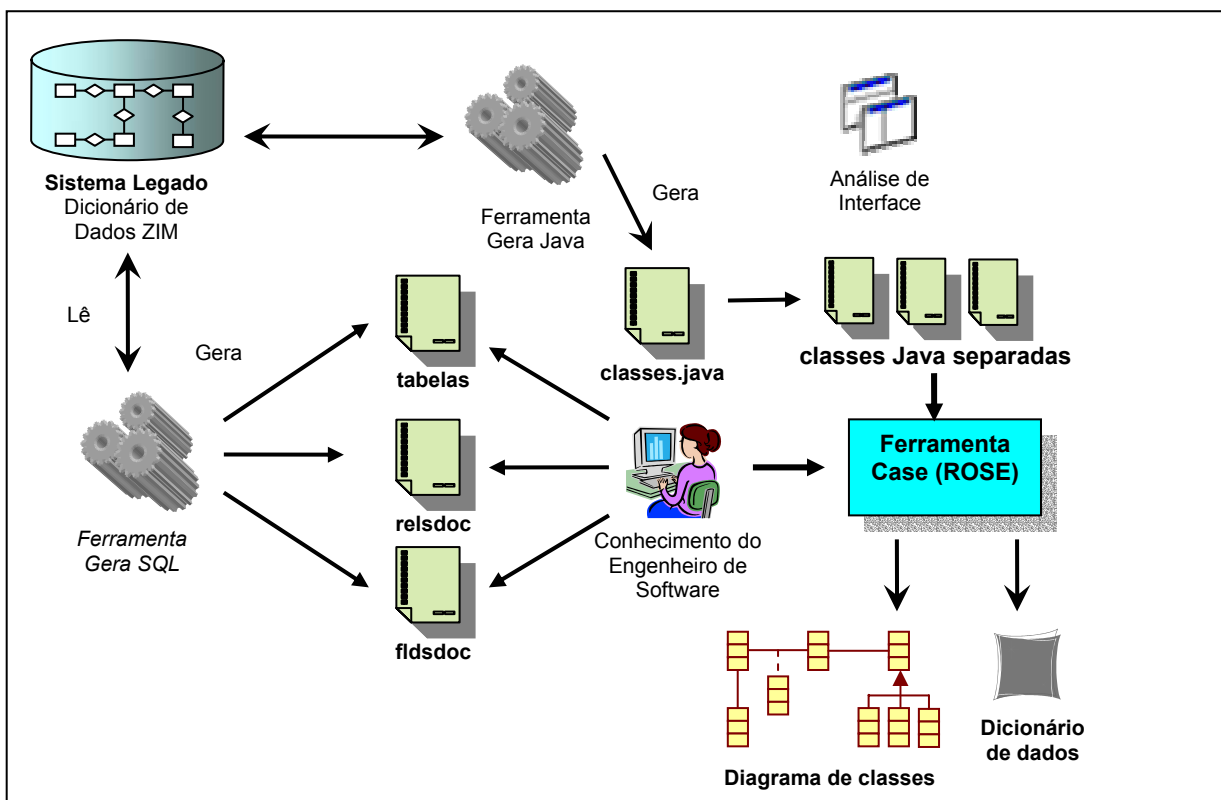 Sistema Legado
Dicionário de
Dados ZIM
Ferramenta
Gera Java
Gera
Análise de
Interface
Lê
Gera
tabelas
classes.java
classes Java separadas
Ferramenta
Gera SQL
relsdoc
Conhecimento do
Engenheiro de
Software
Ferramenta
Case (ROSE)
fldsdoc
Diagrama de classes
Dicionário
de dados